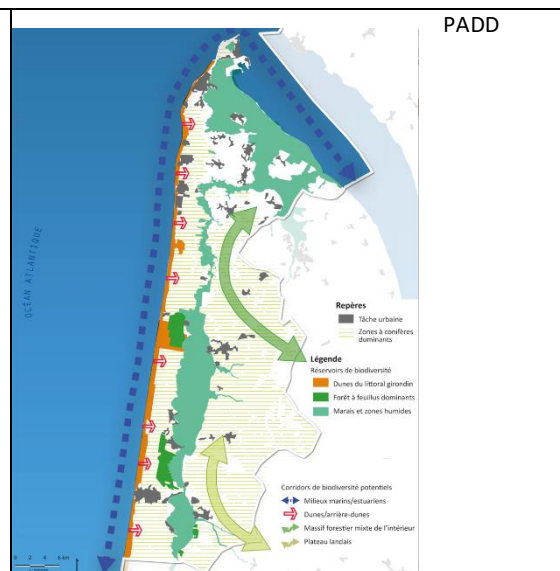 PADD
OCÉAN ATLANTIQUE
Repères
Tâche urbaine
Zones à conifères
dominants
Légende
Réservoirs de biodiversité
Dunes du littoral girondin
Forêt à feuillus dominants
Marais et zones humides
Corridors de biodiversité potentiels
Milieux marins/estuariens
Dunes/arrière-dunes
Massif forestier mixte de l'intérieur
Plateau landais
0 2 4 6 km